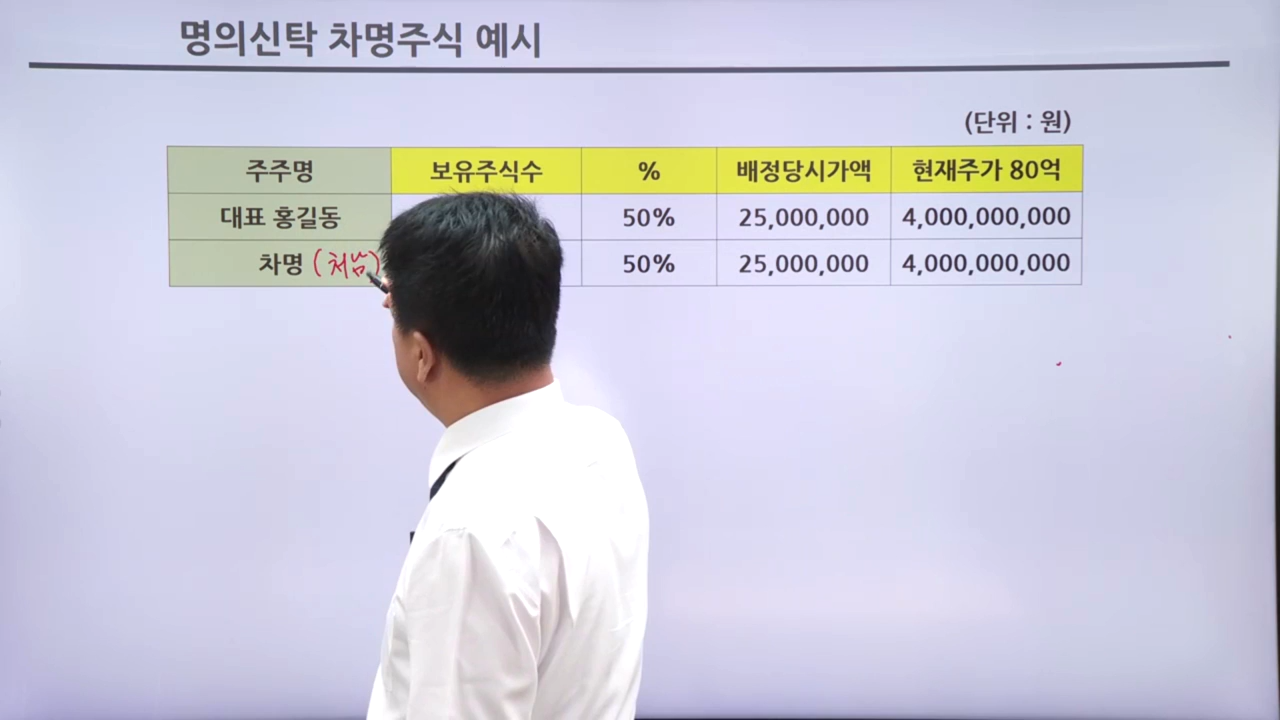 명의신탁 차명주식 예시
(단위 : 원)
주주명 보유주식수 % 배정당시가액 현재주가 80억
대표 홍길동 50% 25,000,000 4,000,000,000
차명 (처남) 50% 25,000,000 4,000,000,000